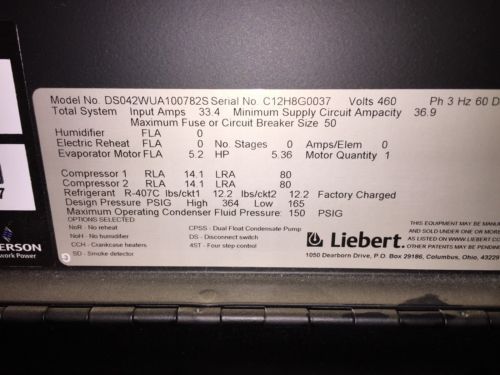 Model No. DS042WUA100782S Serial No. C12H8G0037 Volts 460 Ph 3 Hz 60
Total System Input Amps 33.4 Minimum Supply Circuit Ampacity 36.9
Maximum Fuse or Circuit Breaker Size 50
Humidifier FLA 0
Electric Reheat FLA 0 No. Stages 0 Amps/Elem 0
Evaporator Motor FLA 5.2 HP 5.36 Motor Quantity 1
Compressor 1 RLA 14.1 LRA 80
Compressor 2 RLA 14.1 LRA 80
Refrigerant R-407C lbs/ckt1 12.2 lbs/ckt2 12.2 Factory Charged
Design Pressure PSIG High 364 Low 165
Maximum Operating Condenser Fluid Pressure: 150 PSIG
OPTIONS SELECTED
NoR - No reheat CPSS - Dual Float Condensate Pump
NoH - No humidifier DS - Disconnect switch
CCH - Crankcase heaters 4ST - Four step control
SD - Smoke detector
Liebert.
1050 Dearborn Drive, P.O. Box 29186, Columbus, Ohio, 43229
THIS EQUIPMENT MAY BE
AND SOLD UNDER ONE OR MORE
AS LISTED ON WWW.LIEBERT.
ERSON
work Power
7